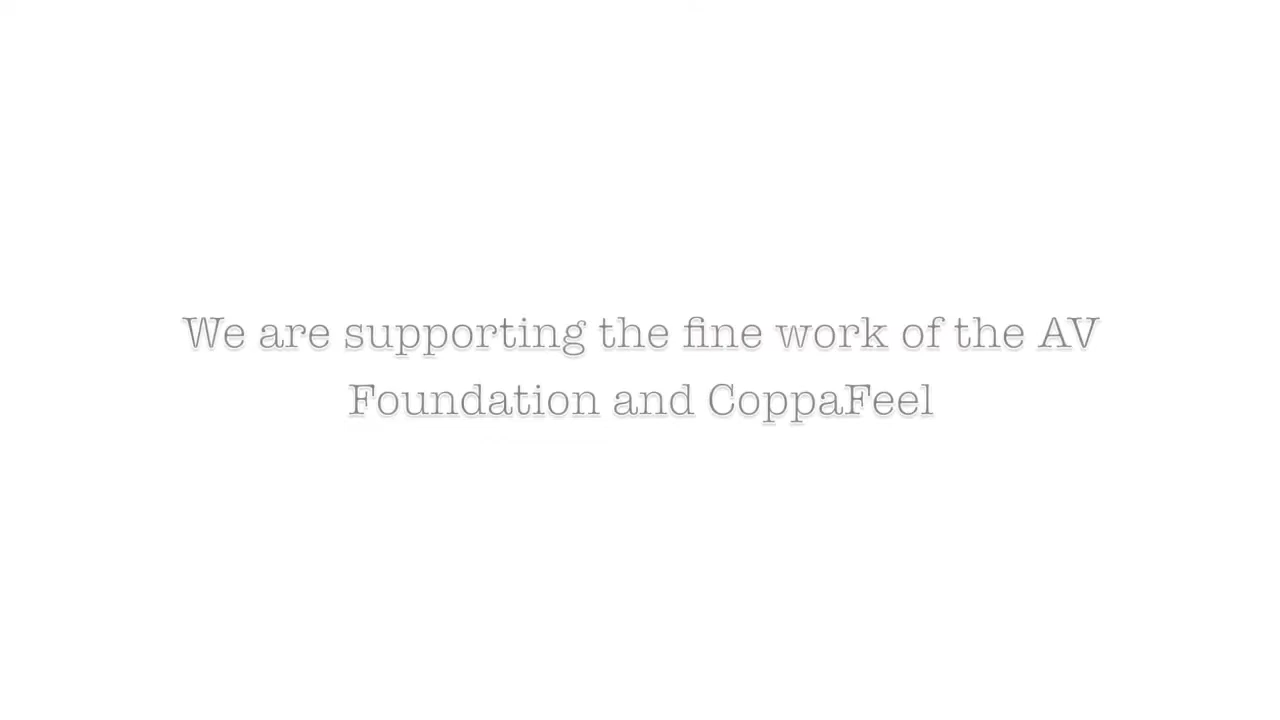 We are supporting the fine work of the AV
Foundation and CoppaFeel